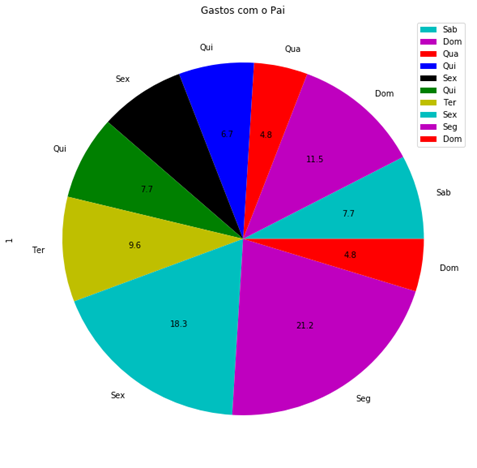 Gastos com o Pai
Sab
Dom
Qua
Qui
Sex
Qui
Ter
Sex
Seg
Dom
Qua
Qui
Sex
Dom
Qui
Sab
Ter
Dom
Sex
Seg
6.7
4.8
11.5
7.7
7.7
9.6
4.8
18.3
21.2
1